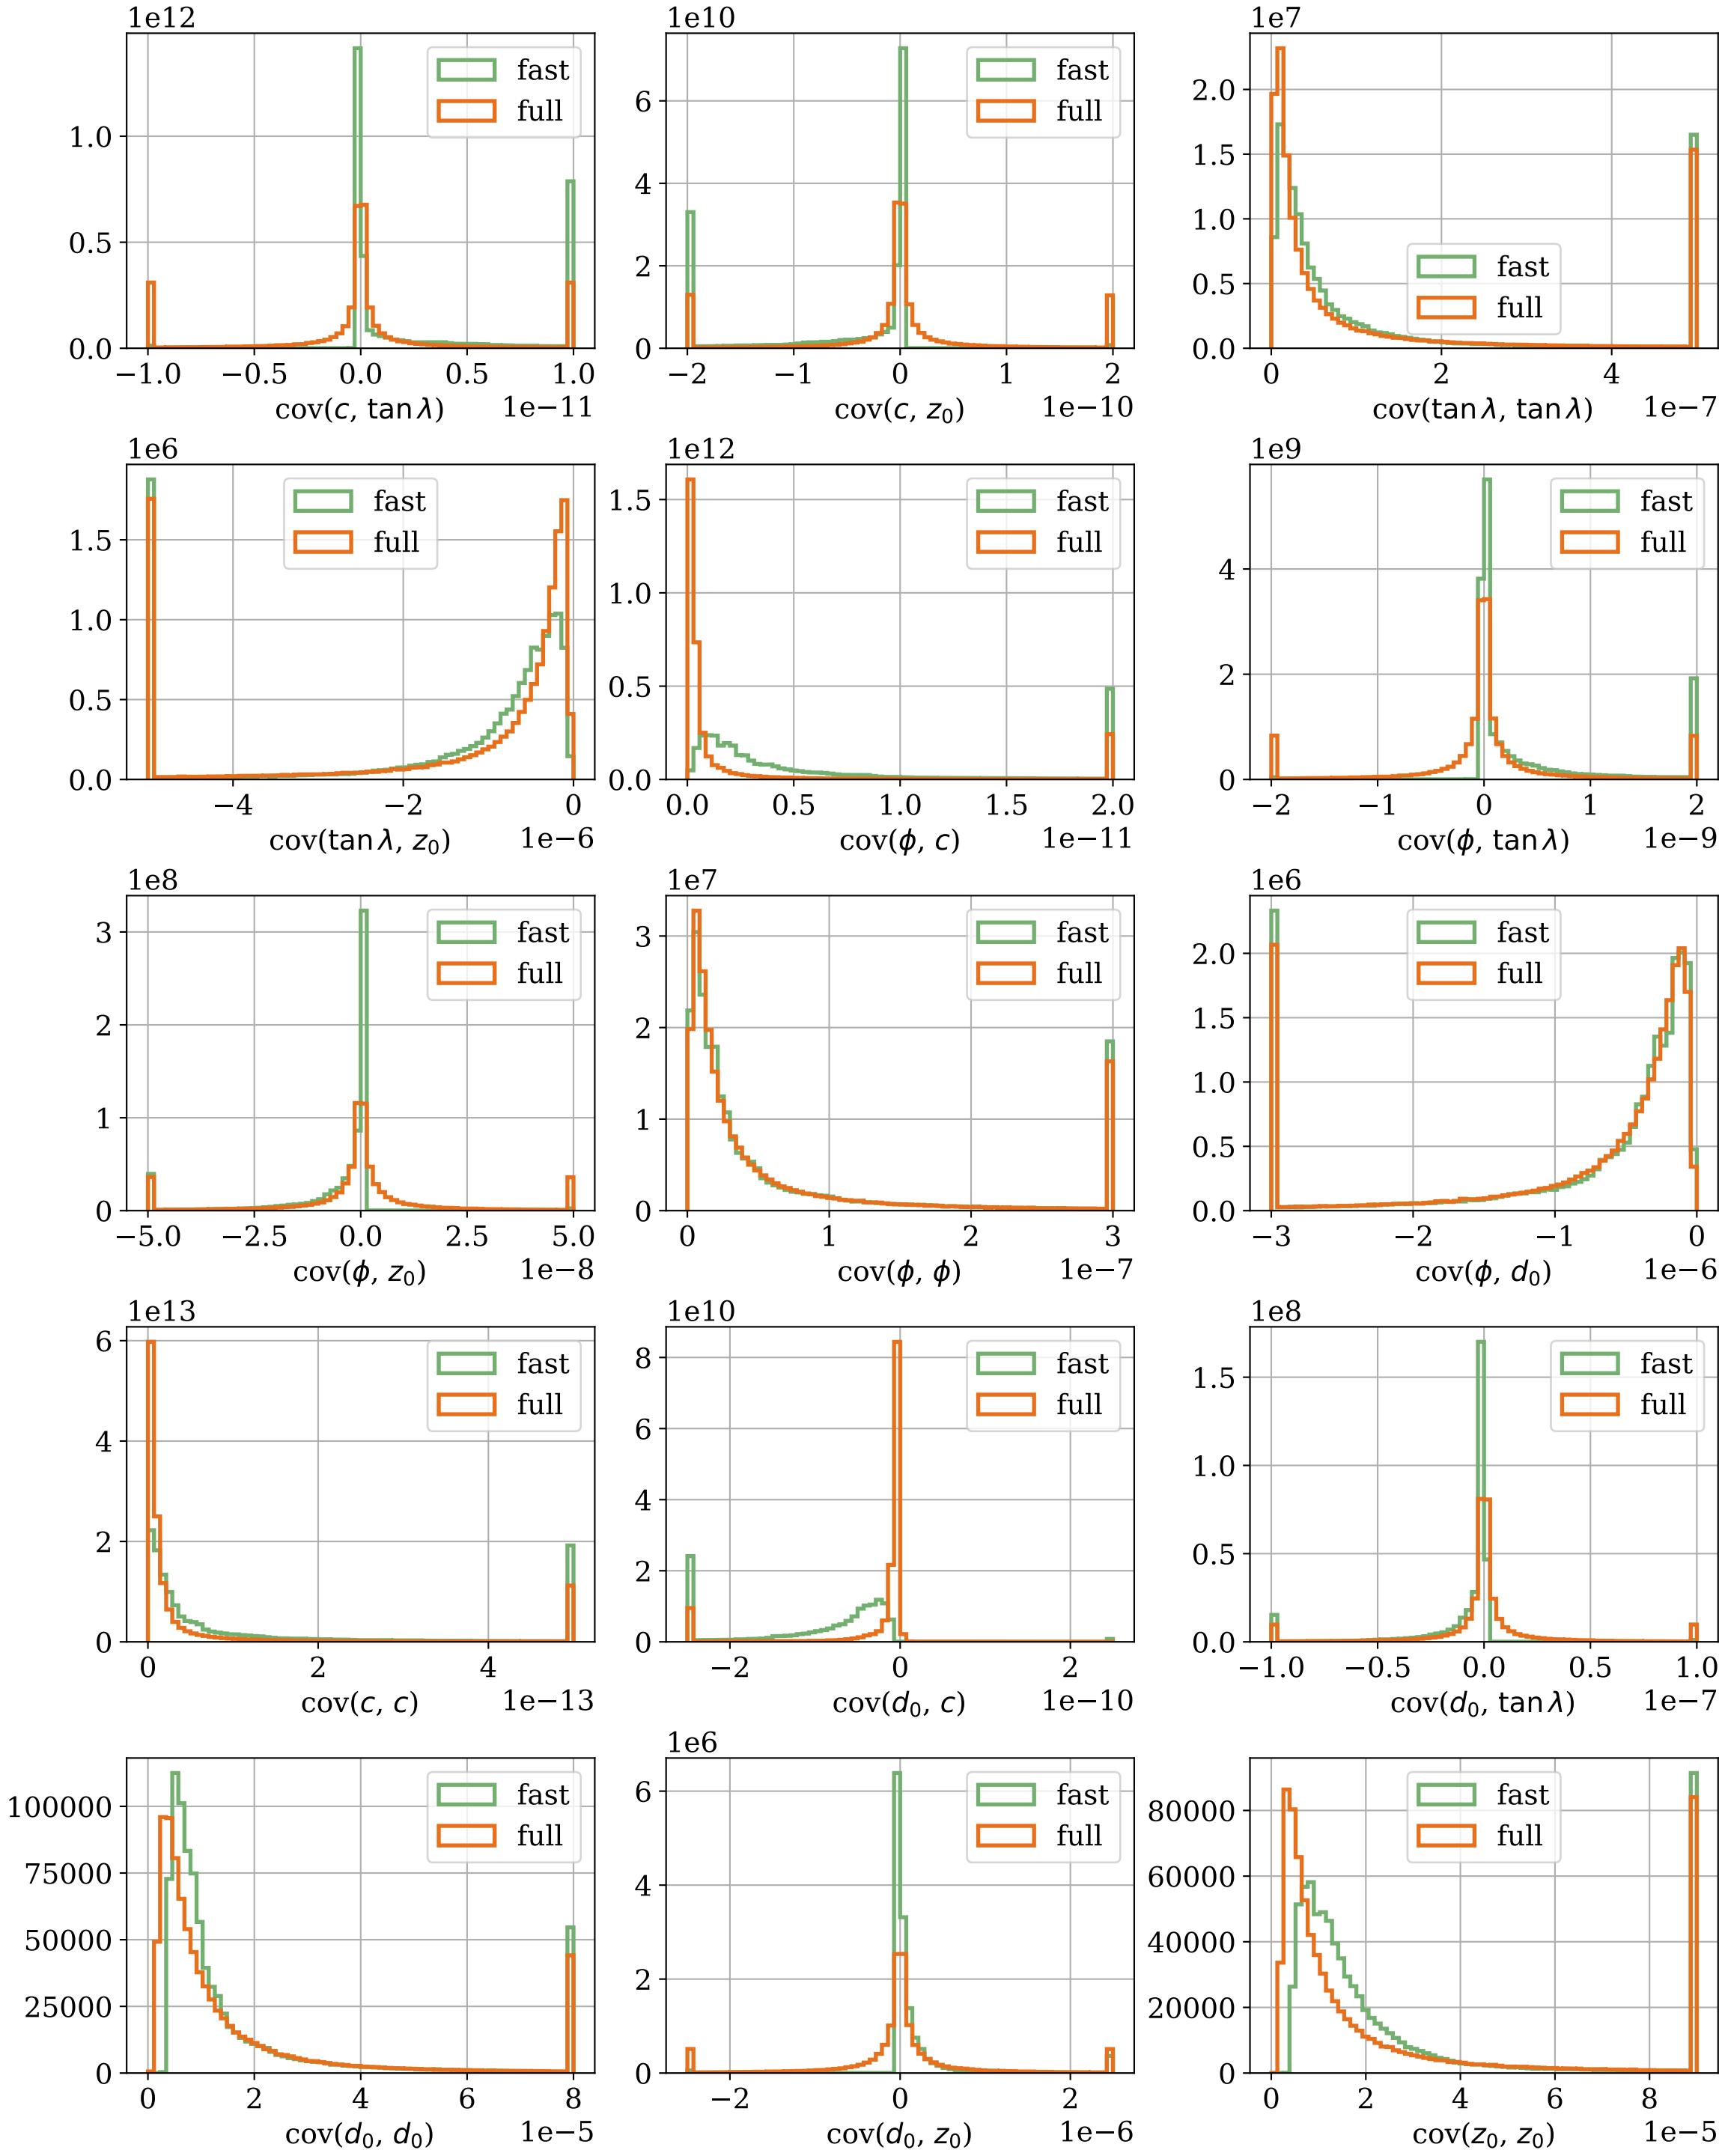 1e12 1e10 1e7
fast
full
1.0
0.5
0.0
−1.0 −0.5 0.0 0.5 1.0
cov(c, tan λ) 1e−11
fast
full
6
4
2
0
−2 −1 0 1 2
cov(c, z₀) 1e−10
fast
full
2.0
1.5
1.0
0.5
0.0
0 2 4
cov(tan λ, tan λ) 1e−7
1e6 1e12 1e9
fast
full
1.5
1.0
0.5
0.0
−4 −2 0
cov(tan λ, z₀) 1e−6
fast
full
1.5
1.0
0.5
0.0
0.0 0.5 1.0 1.5 2.0
cov(ϕ, c) 1e−11
fast
full
4
2
0
−2 −1 0 1 2
cov(ϕ, tan λ) 1e−9
1e8 1e7 1e6
fast
full
3
2
1
0
−5.0 −2.5 0.0 2.5 5.0
cov(ϕ, z₀) 1e−8
fast
full
3
2
1
0
0 1 2 3
cov(ϕ, ϕ) 1e−7
fast
full
2.0
1.5
1.0
0.5
0.0
−3 −2 −1 0
cov(ϕ, d₀) 1e−6
1e13 1e10 1e8
fast
full
6
4
2
0
0 2 4
cov(c, c) 1e−13
fast
full
8
6
4
2
0
−2 0 2
cov(d₀, c) 1e−10
fast
full
1.5
1.0
0.5
0.0
−1.0 −0.5 0.0 0.5 1.0
cov(d₀, tan λ) 1e−7
fast
full
100000
75000
50000
25000
0
0 2 4 6 8
cov(d₀, d₀) 1e−5
1e6
fast
full
6
4
2
0
−2 0 2
cov(d₀, z₀) 1e−6
fast
full
80000
60000
40000
20000
0
0 2 4 6 8
cov(z₀, z₀) 1e−5